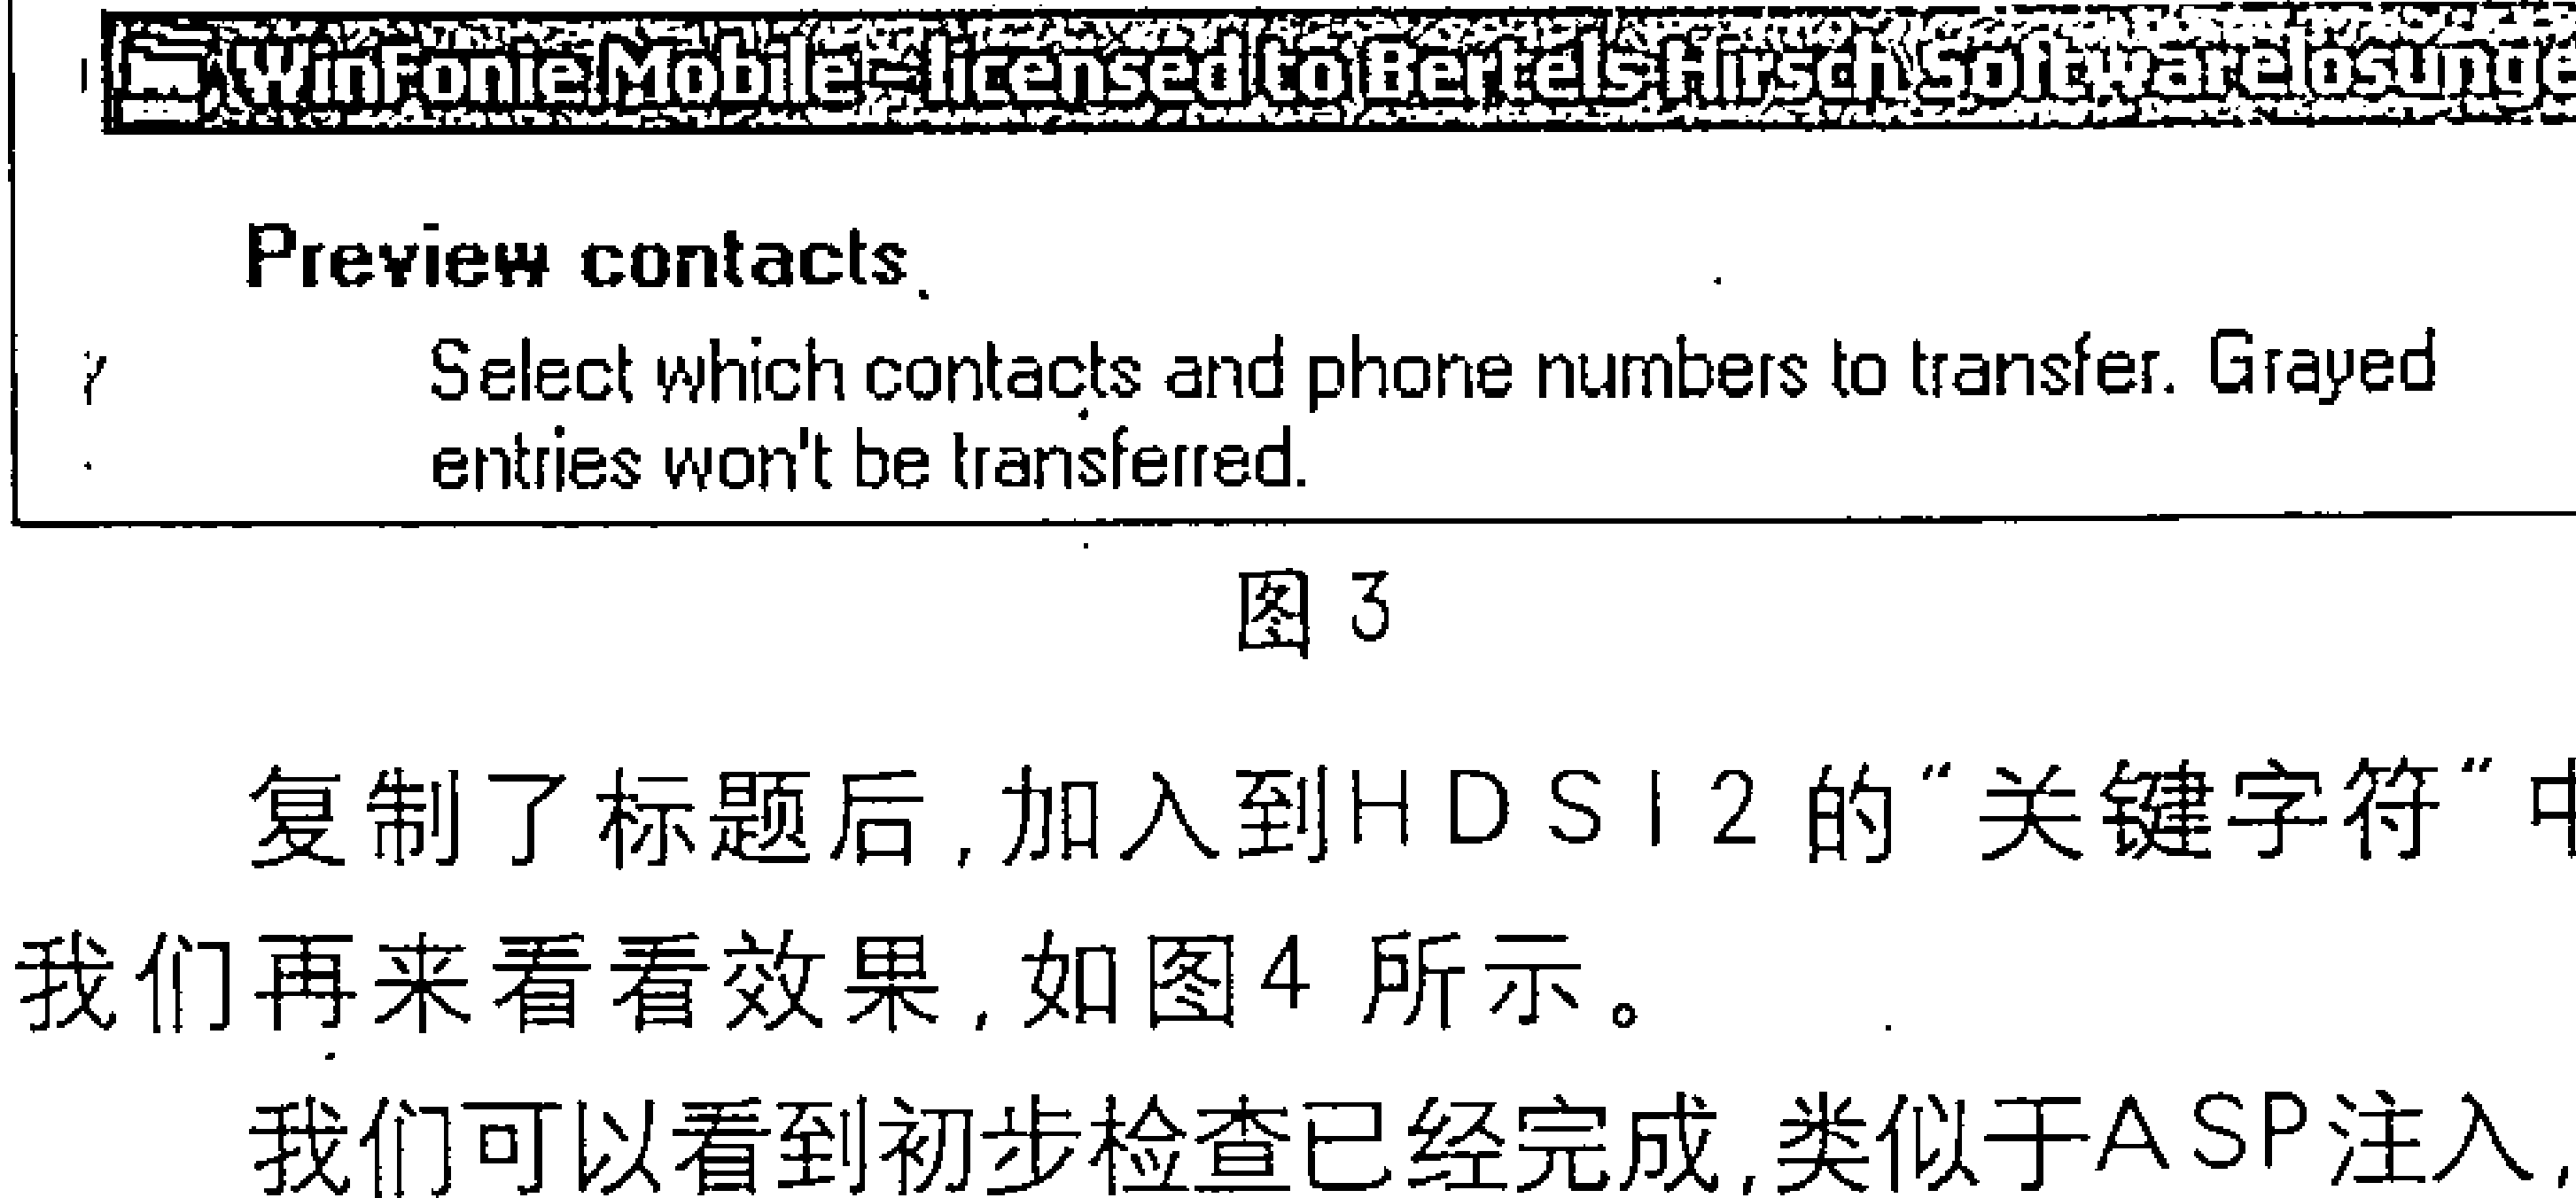 WinFonie Mobile - licensed to Bertels Hirsch Softwarelosunge
Preview contacts
Select which contacts and phone numbers to transfer. Grayed
entries won't be transferred.
图 3
复制了标题后,加入到HDSI2的“关键字符”中
我们再来看看效果,如图4 所示。
我们可以看到初步检查已经完成,类似于ASP注入,